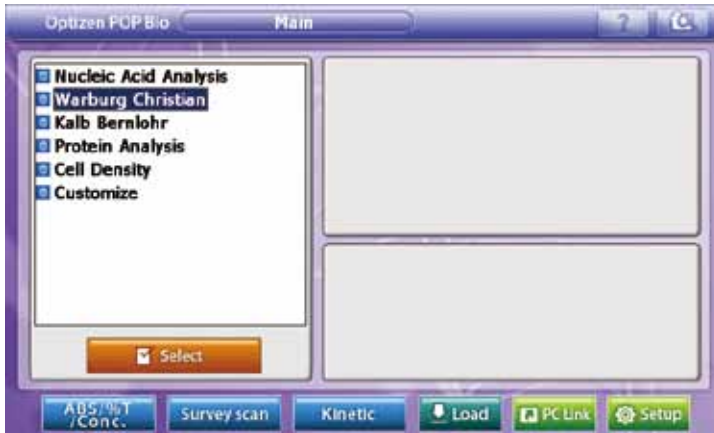 Optizen POP Bio
Main
?
Nucleic Acid Analysis
Warburg Christian
Kalb Bernlohr
Protein Analysis
Cell Density
Customize
Select
ABS/%T
/Conc.
Survey scan
Kinetic
Load
PC Link
Setup